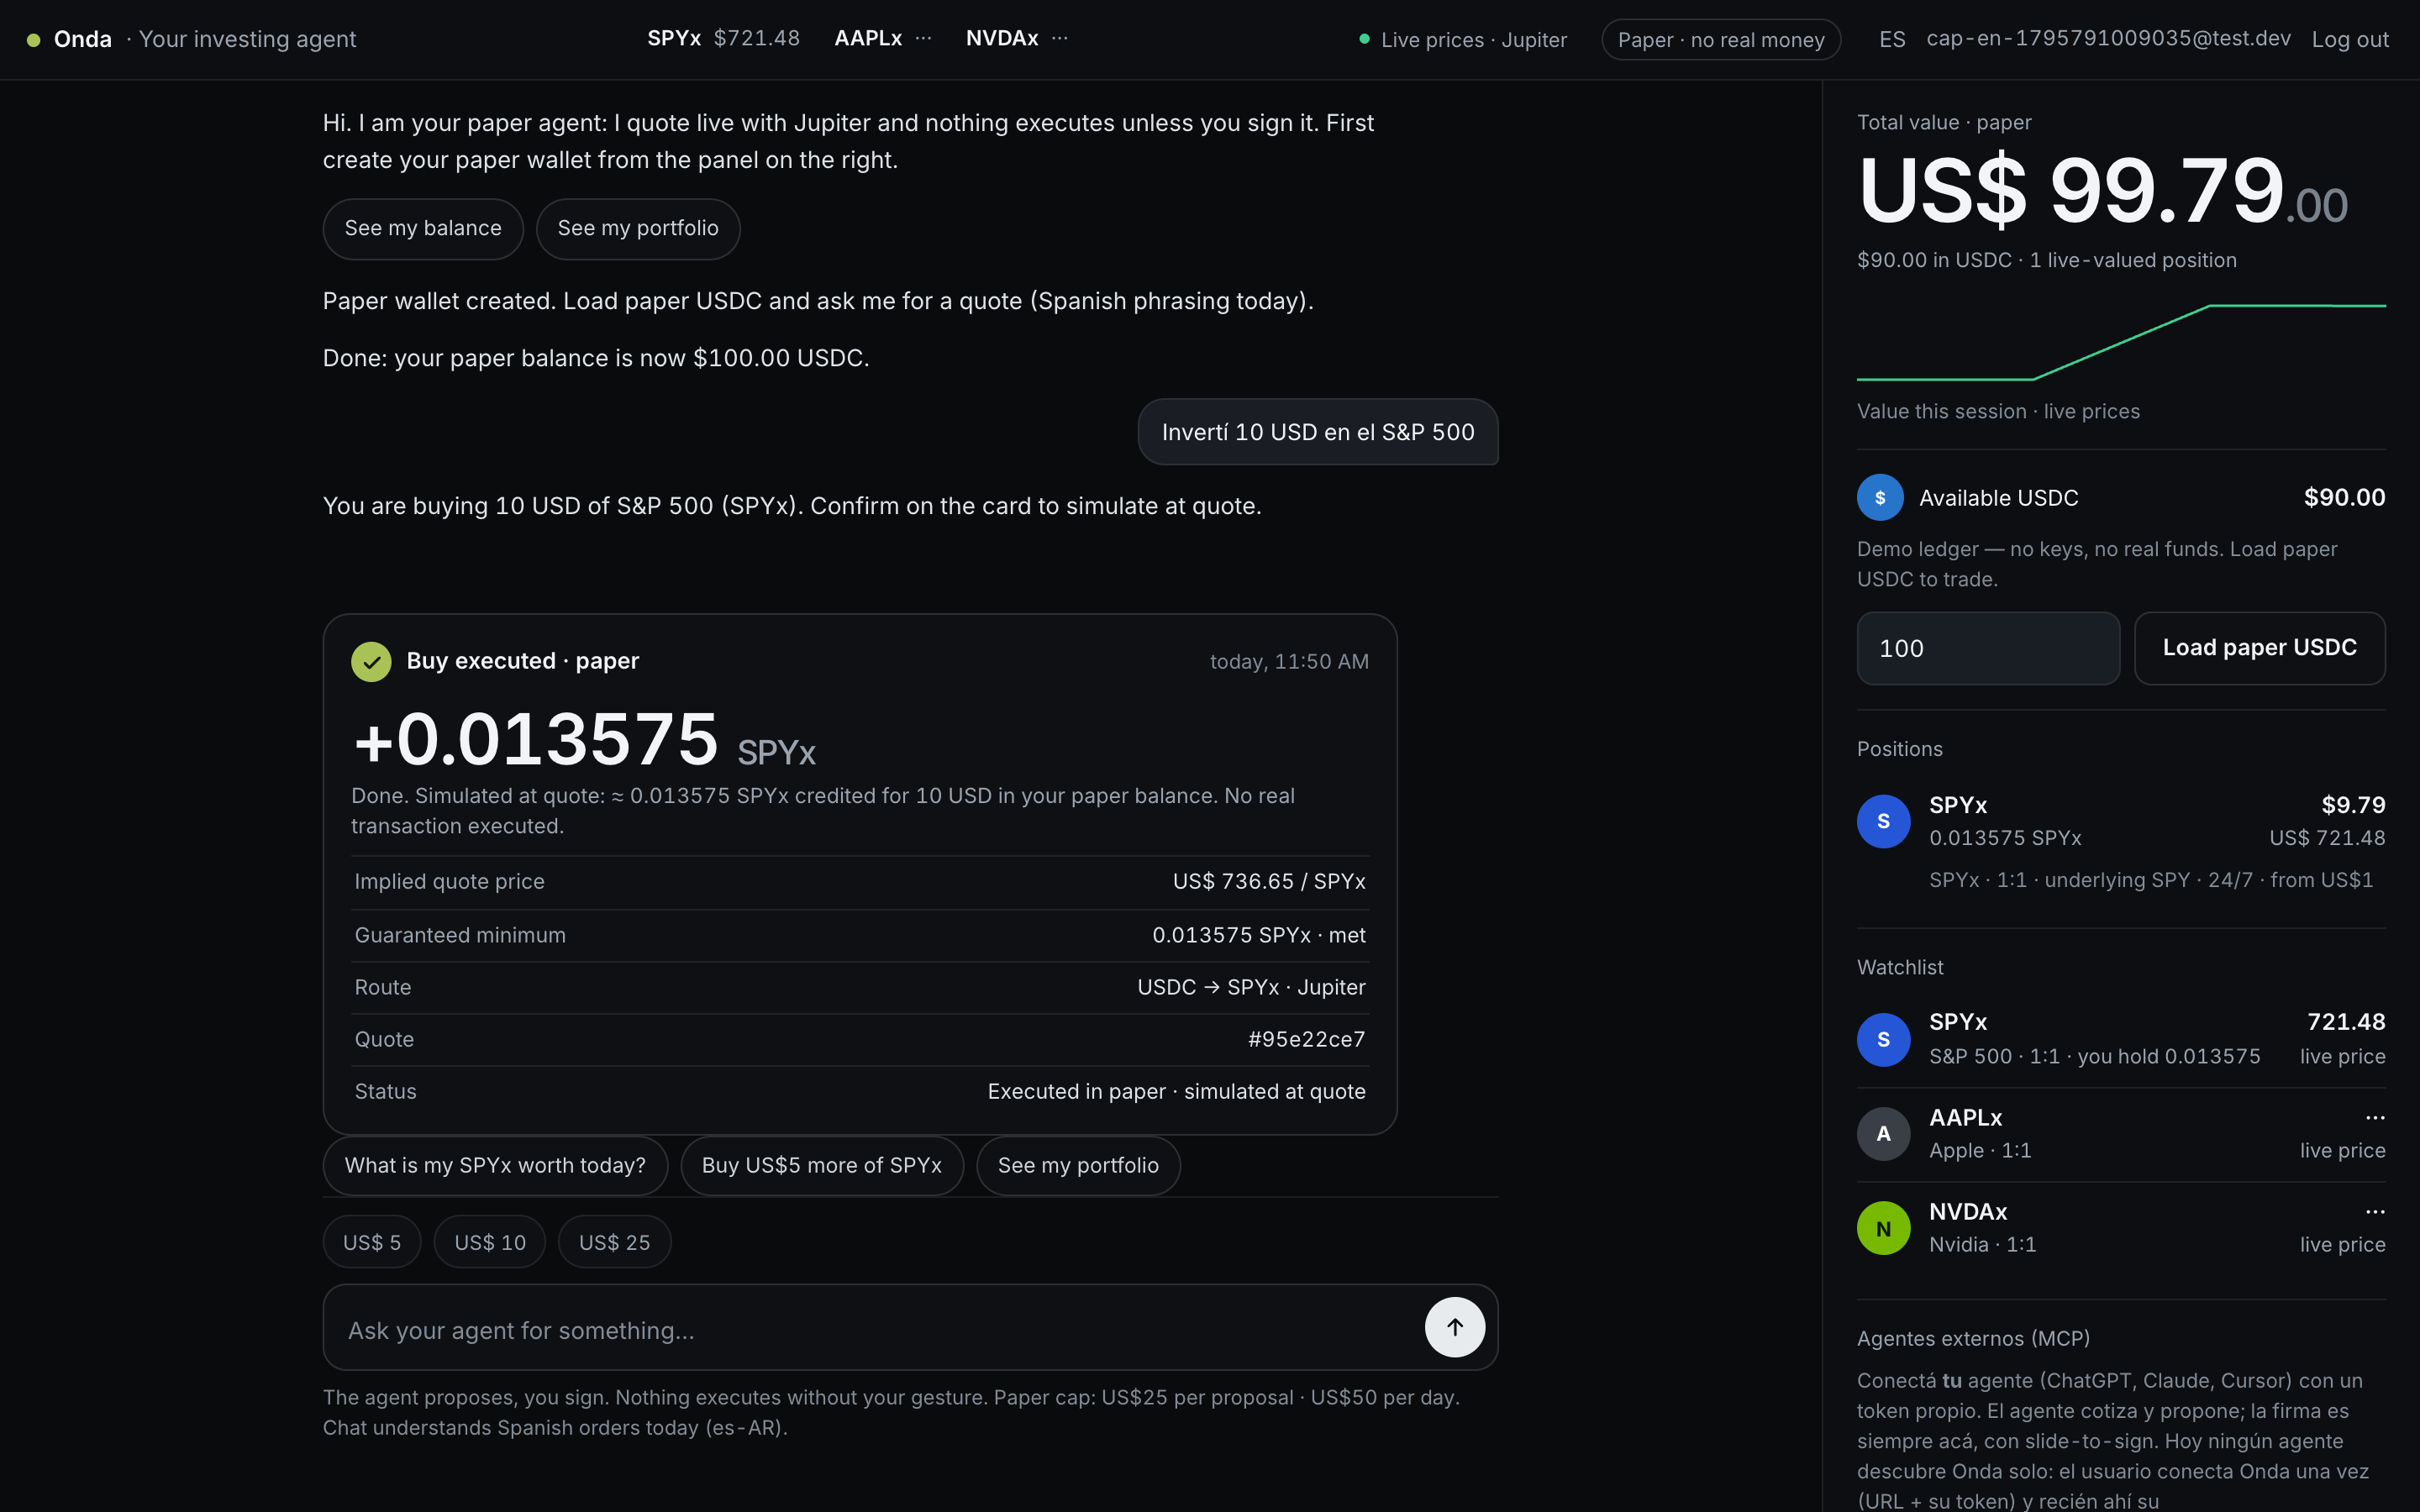 Onda · Your investing agent
SPYx $721.48 AAPLx ··· NVDAx ···
Live prices · Jupiter
Paper · no real money
ES cap-en-1795791009035@test.dev Log out
Hi. I am your paper agent: I quote live with Jupiter and nothing executes unless you sign it. First
create your paper wallet from the panel on the right.
See my balance
See my portfolio
Paper wallet created. Load paper USDC and ask me for a quote (Spanish phrasing today).
Done: your paper balance is now $100.00 USDC.
Invertí 10 USD en el S&P 500
You are buying 10 USD of S&P 500 (SPYx). Confirm on the card to simulate at quote.
Buy executed · paper
today, 11:50 AM
+0.013575 SPYx
Done. Simulated at quote: ≈ 0.013575 SPYx credited for 10 USD in your paper balance. No real
transaction executed.
Implied quote price US$ 736.65 / SPYx
Guaranteed minimum 0.013575 SPYx · met
Route USDC → SPYx · Jupiter
Quote #95e22ce7
Status Executed in paper · simulated at quote
What is my SPYx worth today?
Buy US$5 more of SPYx
See my portfolio
US$ 5
US$ 10
US$ 25
Ask your agent for something...
The agent proposes, you sign. Nothing executes without your gesture. Paper cap: US$25 per proposal · US$50 per day.
Chat understands Spanish orders today (es-AR).
Total value · paper
US$ 99.79.00
$90.00 in USDC · 1 live-valued position
Value this session · live prices
$ Available USDC $90.00
Demo ledger — no keys, no real funds. Load paper
USDC to trade.
100
Load paper USDC
Positions
S SPYx $9.79
0.013575 SPYx US$ 721.48
SPYx · 1:1 · underlying SPY · 24/7 · from US$1
Watchlist
S SPYx 721.48
S&P 500 · 1:1 · you hold 0.013575 live price
A AAPLx ···
Apple · 1:1 live price
N NVDAx ···
Nvidia · 1:1 live price
Agentes externos (MCP)
Conectá tu agente (ChatGPT, Claude, Cursor) con un
token propio. El agente cotiza y propone; la firma es
siempre acá, con slide-to-sign. Hoy ningún agente
descubre Onda solo: el usuario conecta Onda una vez
(URL + su token) y recién ahí su